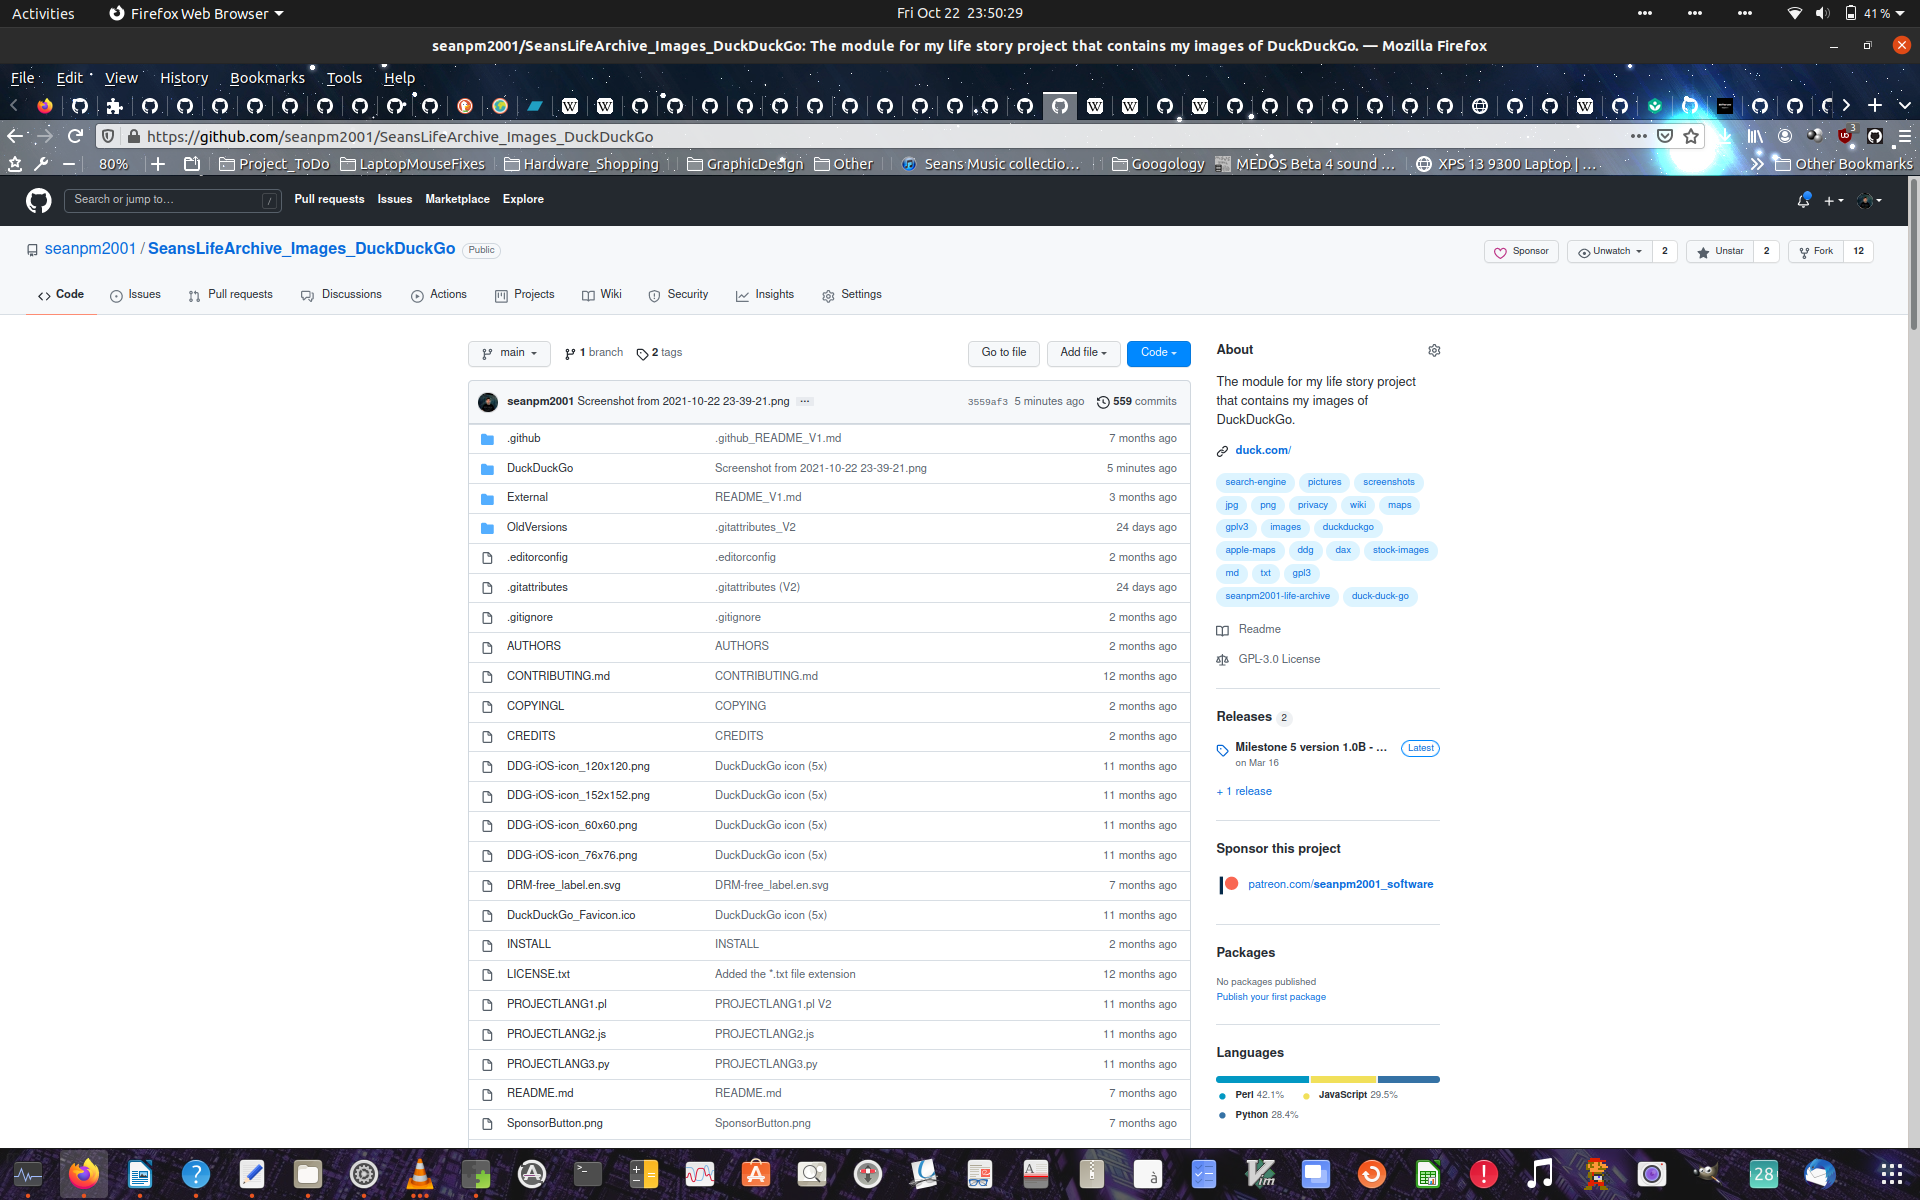 Activities Firefox Web Browser Fri Oct 22 23:50:29 41 %
seanpm2001/SeansLifeArchive_Images_DuckDuckGo: The module for my life story project that contains my images of DuckDuckGo. — Mozilla Firefox
File Edit View History Bookmarks Tools Help
https://github.com/seanpm2001/SeansLifeArchive_Images_DuckDuckGo 3
80% Project_ToDo LaptopMouseFixes Hardware_Shopping GraphicDesign Other Seans Music collectio… Googology MEDOS Beta 4 sound … XPS 13 9300 Laptop | … Other Bookmarks
Search or jump to… / Pull requests Issues Marketplace Explore
seanpm2001 / SeansLifeArchive_Images_DuckDuckGo Public Sponsor Unwatch 2 Unstar 2 Fork 12
Code Issues Pull requests Discussions Actions Projects Wiki Security Insights Settings
main 1 branch 2 tags Go to file Add file Code
seanpm2001 Screenshot from 2021-10-22 23-39-21.png … 3559af3 5 minutes ago 559 commits
.github .github_README_V1.md 7 months ago
DuckDuckGo Screenshot from 2021-10-22 23-39-21.png 5 minutes ago
External README_V1.md 3 months ago
OldVersions .gitattributes_V2 24 days ago
.editorconfig .editorconfig 2 months ago
.gitattributes .gitattributes (V2) 24 days ago
.gitignore .gitignore 2 months ago
AUTHORS AUTHORS 2 months ago
CONTRIBUTING.md CONTRIBUTING.md 12 months ago
COPYINGL COPYING 2 months ago
CREDITS CREDITS 2 months ago
DDG-iOS-icon_120x120.png DuckDuckGo icon (5x) 11 months ago
DDG-iOS-icon_152x152.png DuckDuckGo icon (5x) 11 months ago
DDG-iOS-icon_60x60.png DuckDuckGo icon (5x) 11 months ago
DDG-iOS-icon_76x76.png DuckDuckGo icon (5x) 11 months ago
DRM-free_label.en.svg DRM-free_label.en.svg 7 months ago
DuckDuckGo_Favicon.ico DuckDuckGo icon (5x) 11 months ago
INSTALL INSTALL 2 months ago
LICENSE.txt Added the *.txt file extension 12 months ago
PROJECTLANG1.pl PROJECTLANG1.pl V2 11 months ago
PROJECTLANG2.js PROJECTLANG2.js 11 months ago
PROJECTLANG3.py PROJECTLANG3.py 11 months ago
README.md README.md 7 months ago
SponsorButton.png SponsorButton.png 7 months ago
About
The module for my life story project
that contains my images of
DuckDuckGo.
duck.com/
search-engine pictures screenshots
jpg png privacy wiki maps
gplv3 images duckduckgo
apple-maps ddg dax stock-images
md txt gpl3
seanpm2001-life-archive duck-duck-go
Readme
GPL-3.0 License
Releases 2
Milestone 5 version 1.0B - … Latest
on Mar 16
+ 1 release
Sponsor this project
patreon.com/seanpm2001_software
Packages
No packages published
Publish your first package
Languages
Perl 42.1% JavaScript 29.5%
Python 28.4%
28